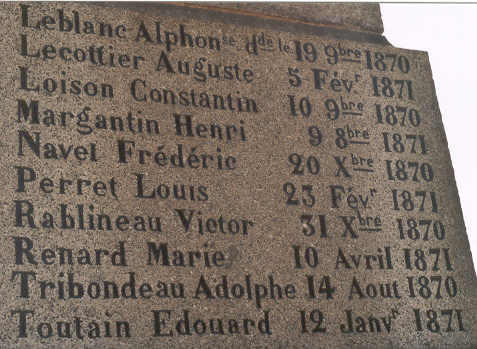 Leblanc Alphonse. ddé le 19 9bre 1870
Lecottier Auguste 5 Févr 1871
Loison Constantin 10 9bre 1870
Margantin Henri 9 8bre 1871
Navel Frédéric 20 Xbre 1870
Perret Louis 23 Févr 1871
Rablineau Victor 31 Xbre 1870
Renard Marie 10 Avril 1871
Tribondeau Adolphe 14 Aout 1870
Toutain Edouard 12 Janvr 1871